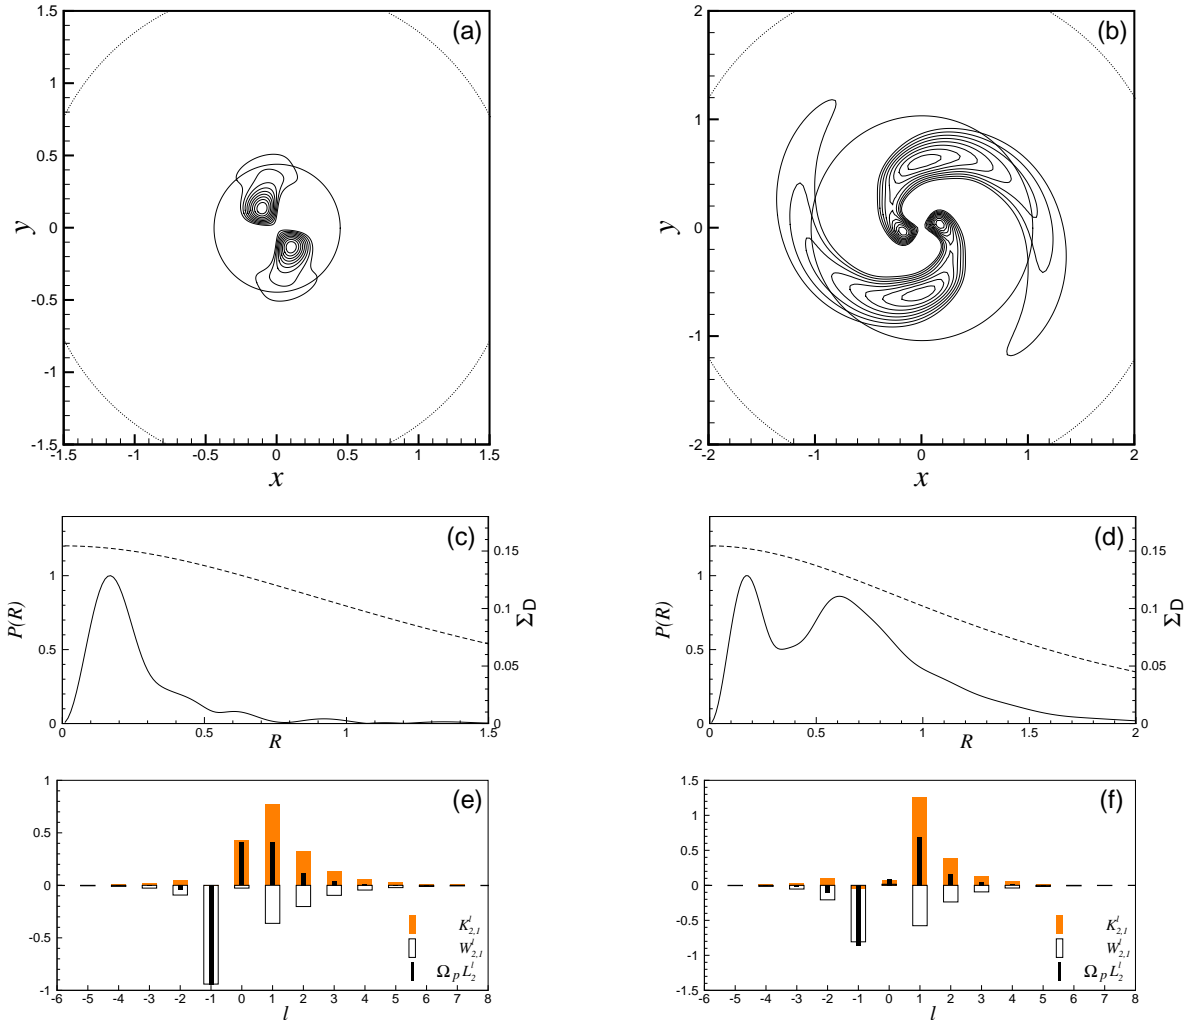 (a)
1.5
1
0.5
0
-0.5
-1
-1.5
y
-1.5 -1 -0.5 0 0.5 1 1.5
x
(b)
2
1
0
-1
-2
y
-2 -1 0 1 2
x
(c)
1
0.5
0
P(R)
0.15
0.1
0.05
0
Σ_D
0 0.5 1 1.5
R
(d)
1
0.5
0
P(R)
0.15
0.1
0.05
0
Σ_D
0 0.5 1 1.5 2
R
(e)
1
0.5
0
-0.5
-1
K^l_{2,1}
W^l_{2,1}
Ω_p L^l_2
-6 -5 -4 -3 -2 -1 0 1 2 3 4 5 6 7 8
l
(f)
1.5
1
0.5
0
-0.5
-1
-1.5
K^l_{2,1}
W^l_{2,1}
Ω_p L^l_2
-6 -5 -4 -3 -2 -1 0 1 2 3 4 5 6 7 8
l